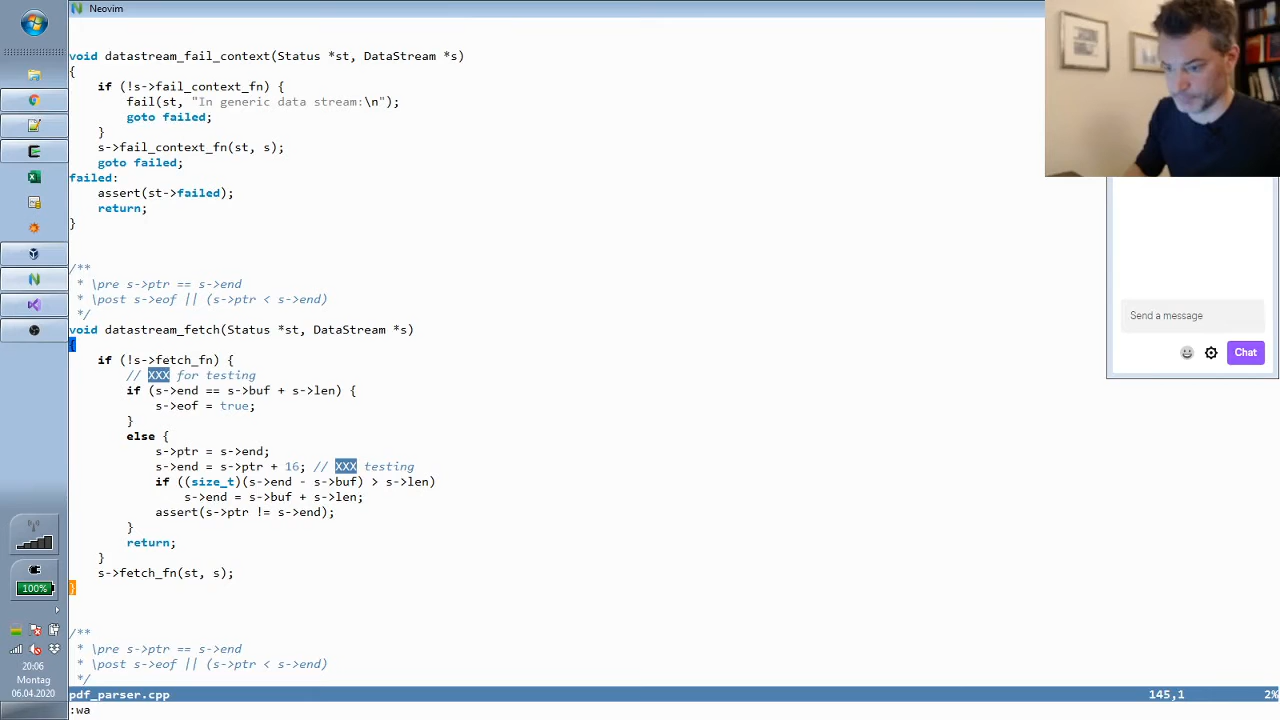 Neovim
void datastream_fail_context(Status *st, DataStream *s)
{
if (!s->fail_context_fn) {
fail(st, "In generic data stream:\n");
goto failed;
}
s->fail_context_fn(st, s);
goto failed;
failed:
assert(st->failed);
return;
}
/**
* \pre s->ptr == s->end
* \post s->eof || (s->ptr < s->end)
*/
void datastream_fetch(Status *st, DataStream *s)
{
if (!s->fetch_fn) {
// XXX for testing
if (s->end == s->buf + s->len) {
s->eof = true;
}
else {
s->ptr = s->end;
s->end = s->ptr + 16; // XXX testing
if ((size_t)(s->end - s->buf) > s->len)
s->end = s->buf + s->len;
assert(s->ptr != s->end);
}
return;
}
s->fetch_fn(st, s);
}
/**
* \pre s->ptr == s->end
* \post s->eof || (s->ptr < s->end)
*/
pdf_parser.cpp 145,1 2%
:wa
Send a message
Chat
100%
20:06
Montag
06.04.2020